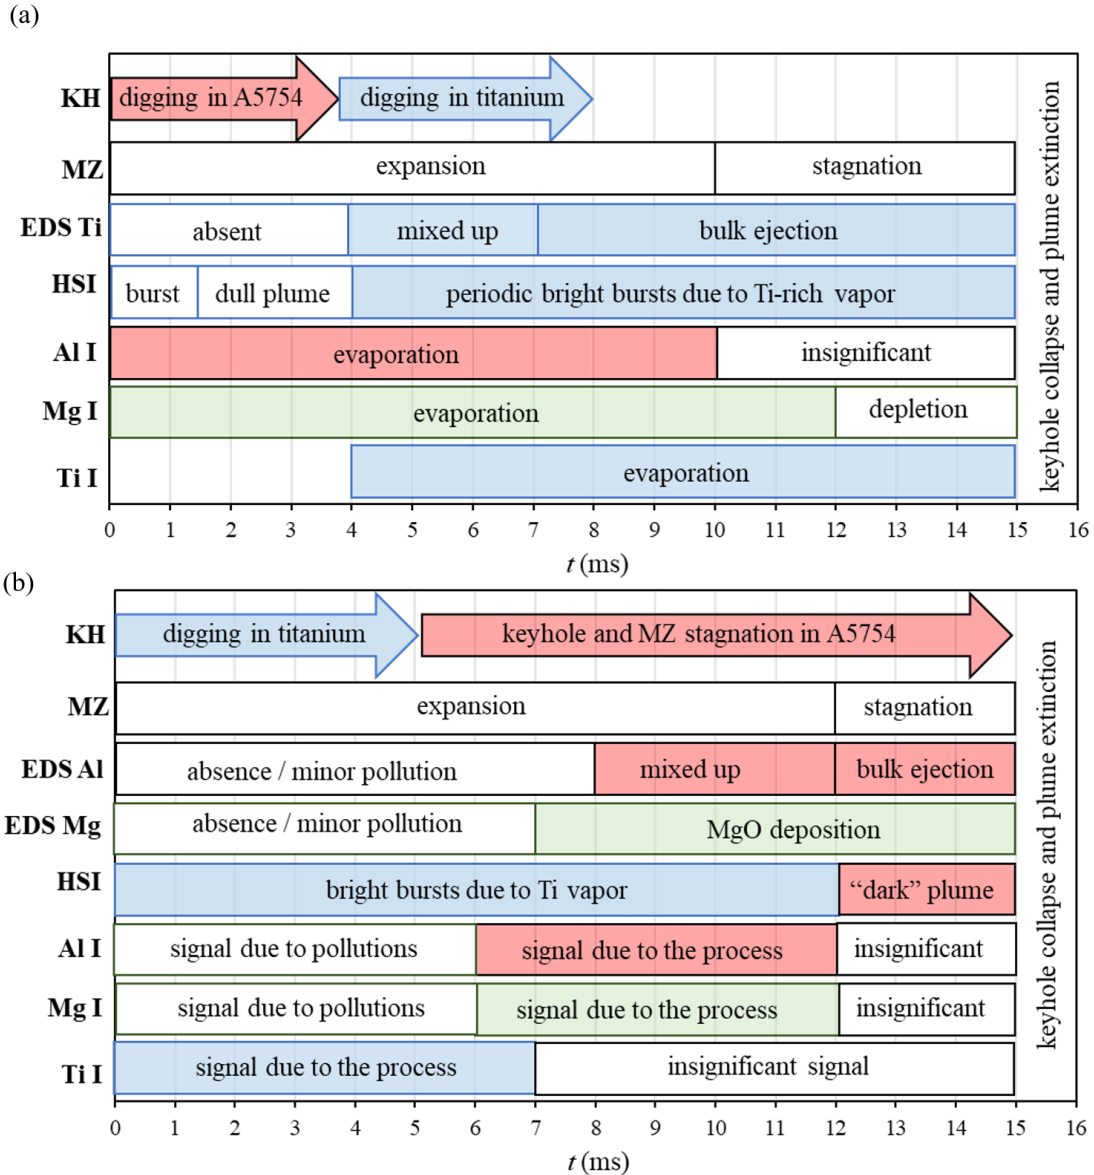 (a)
KH digging in A5754 digging in titanium
MZ expansion stagnation
EDS Ti absent mixed up bulk ejection
HSI burst dull plume periodic bright bursts due to Ti-rich vapor
Al I evaporation insignificant
Mg I evaporation depletion
Ti I evaporation
keyhole collapse and plume extinction
0 1 2 3 4 5 6 7 8 9 10 11 12 13 14 15 16
t (ms)
(b)
KH digging in titanium keyhole and MZ stagnation in A5754
MZ expansion stagnation
EDS Al absence / minor pollution mixed up bulk ejection
EDS Mg absence / minor pollution MgO deposition
HSI bright bursts due to Ti vapor “dark” plume
Al I signal due to pollutions signal due to the process insignificant
Mg I signal due to pollutions signal due to the process insignificant
Ti I signal due to the process insignificant signal
keyhole collapse and plume extinction
0 1 2 3 4 5 6 7 8 9 10 11 12 13 14 15 16
t (ms)